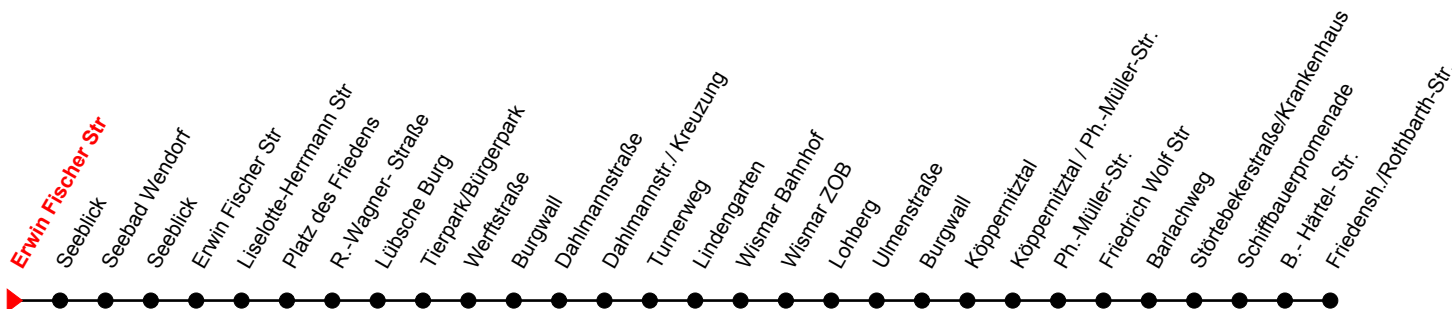 Erwin Fischer Str
Seeblick
Seebad Wendorf
Seeblick
Erwin Fischer Str
Liselotte-Herrmann Str
Platz des Friedens
R.-Wagner- Straße
Lübsche Burg
Tierpark/Bürgerpark
Werftstraße
Burgwall
Dahlmannstraße
Dahlmannstr./ Kreuzung
Turnerweg
Lindengarten
Wismar Bahnhof
Wismar ZOB
Lohberg
Ulmenstraße
Burgwall
Köppernitztal
Köppernitztal / Ph.-Müller-Str.
Ph.-Müller-Str.
Friedrich Wolf Str
Barlachweg
Störtebekerstraße/Krankenhaus
Schiffbauerpromenade
B.- Härtel- Str.
Friedensh./Rothbarth-Str.